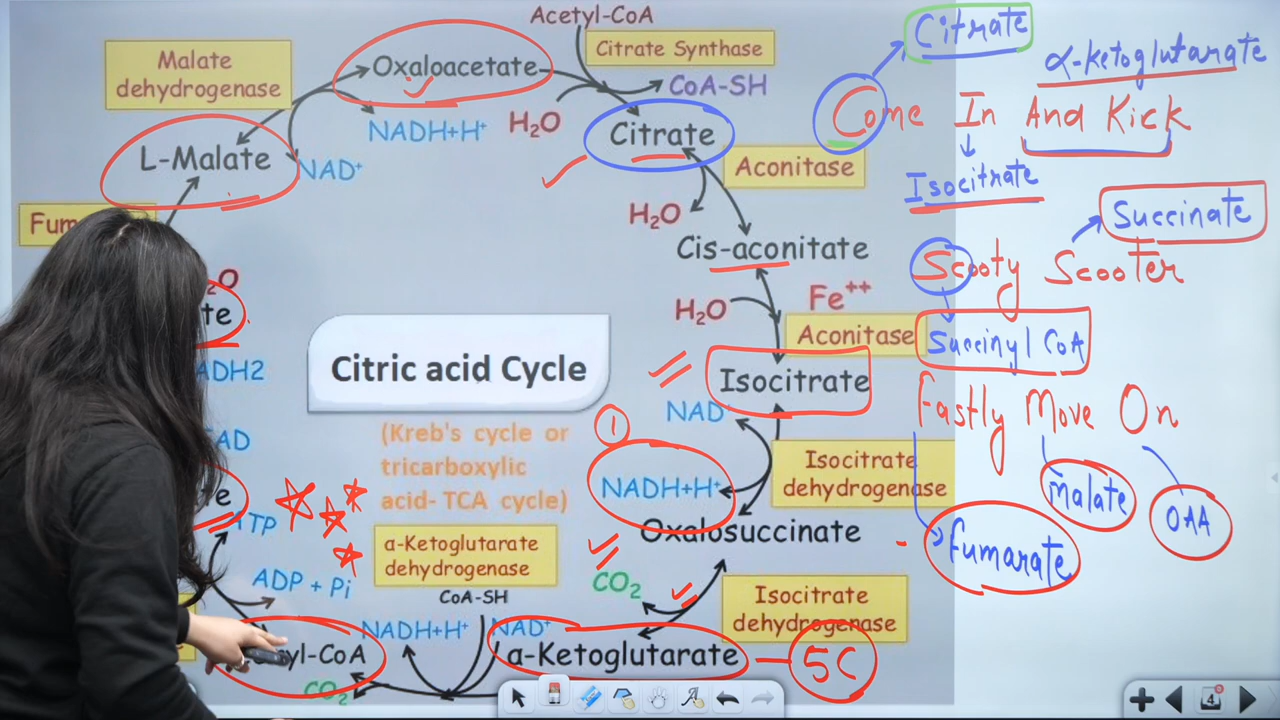 Acetyl-CoA
Malate
dehydrogenase
Oxaloacetate
Citrate Synthase
CoA-SH
NADH+H⁺
H₂O
Citrate
L-Malate
NAD⁺
Aconitase
H₂O
Cis-aconitate
H₂O
Fe⁺⁺
Aconitase
Isocitrate
Citric acid Cycle
(Kreb's cycle or
tricarboxylic
acid- TCA cycle)
NAD
1
NADH+H⁺
Isocitrate
dehydrogenase
Oxalosuccinate
CO₂
Isocitrate
dehydrogenase
α-Ketoglutarate
dehydrogenase
CoA-SH
ADP + Pi
NADH+H⁺
NAD⁺
α-Ketoglutarate
5C
CO₂
Citrate
α-ketoglutarate
Come In And Kick
Isocitrate
Succinate
Scooty Scooter
Succinyl CoA
Fastly Move On
Malate
OAA
fumarate
4